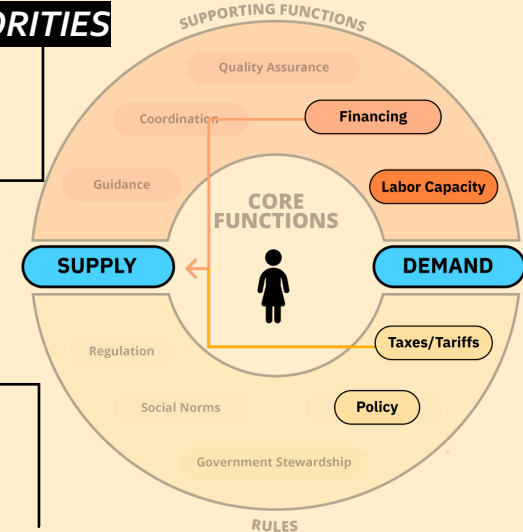 ORITIES
SUPPORTING FUNCTIONS
Quality Assurance
Coordination
Financing
Guidance
Labor Capacity
CORE
FUNCTIONS
SUPPLY
DEMAND
Regulation
Taxes/Tariffs
Social Norms
Policy
Government Stewardship
RULES